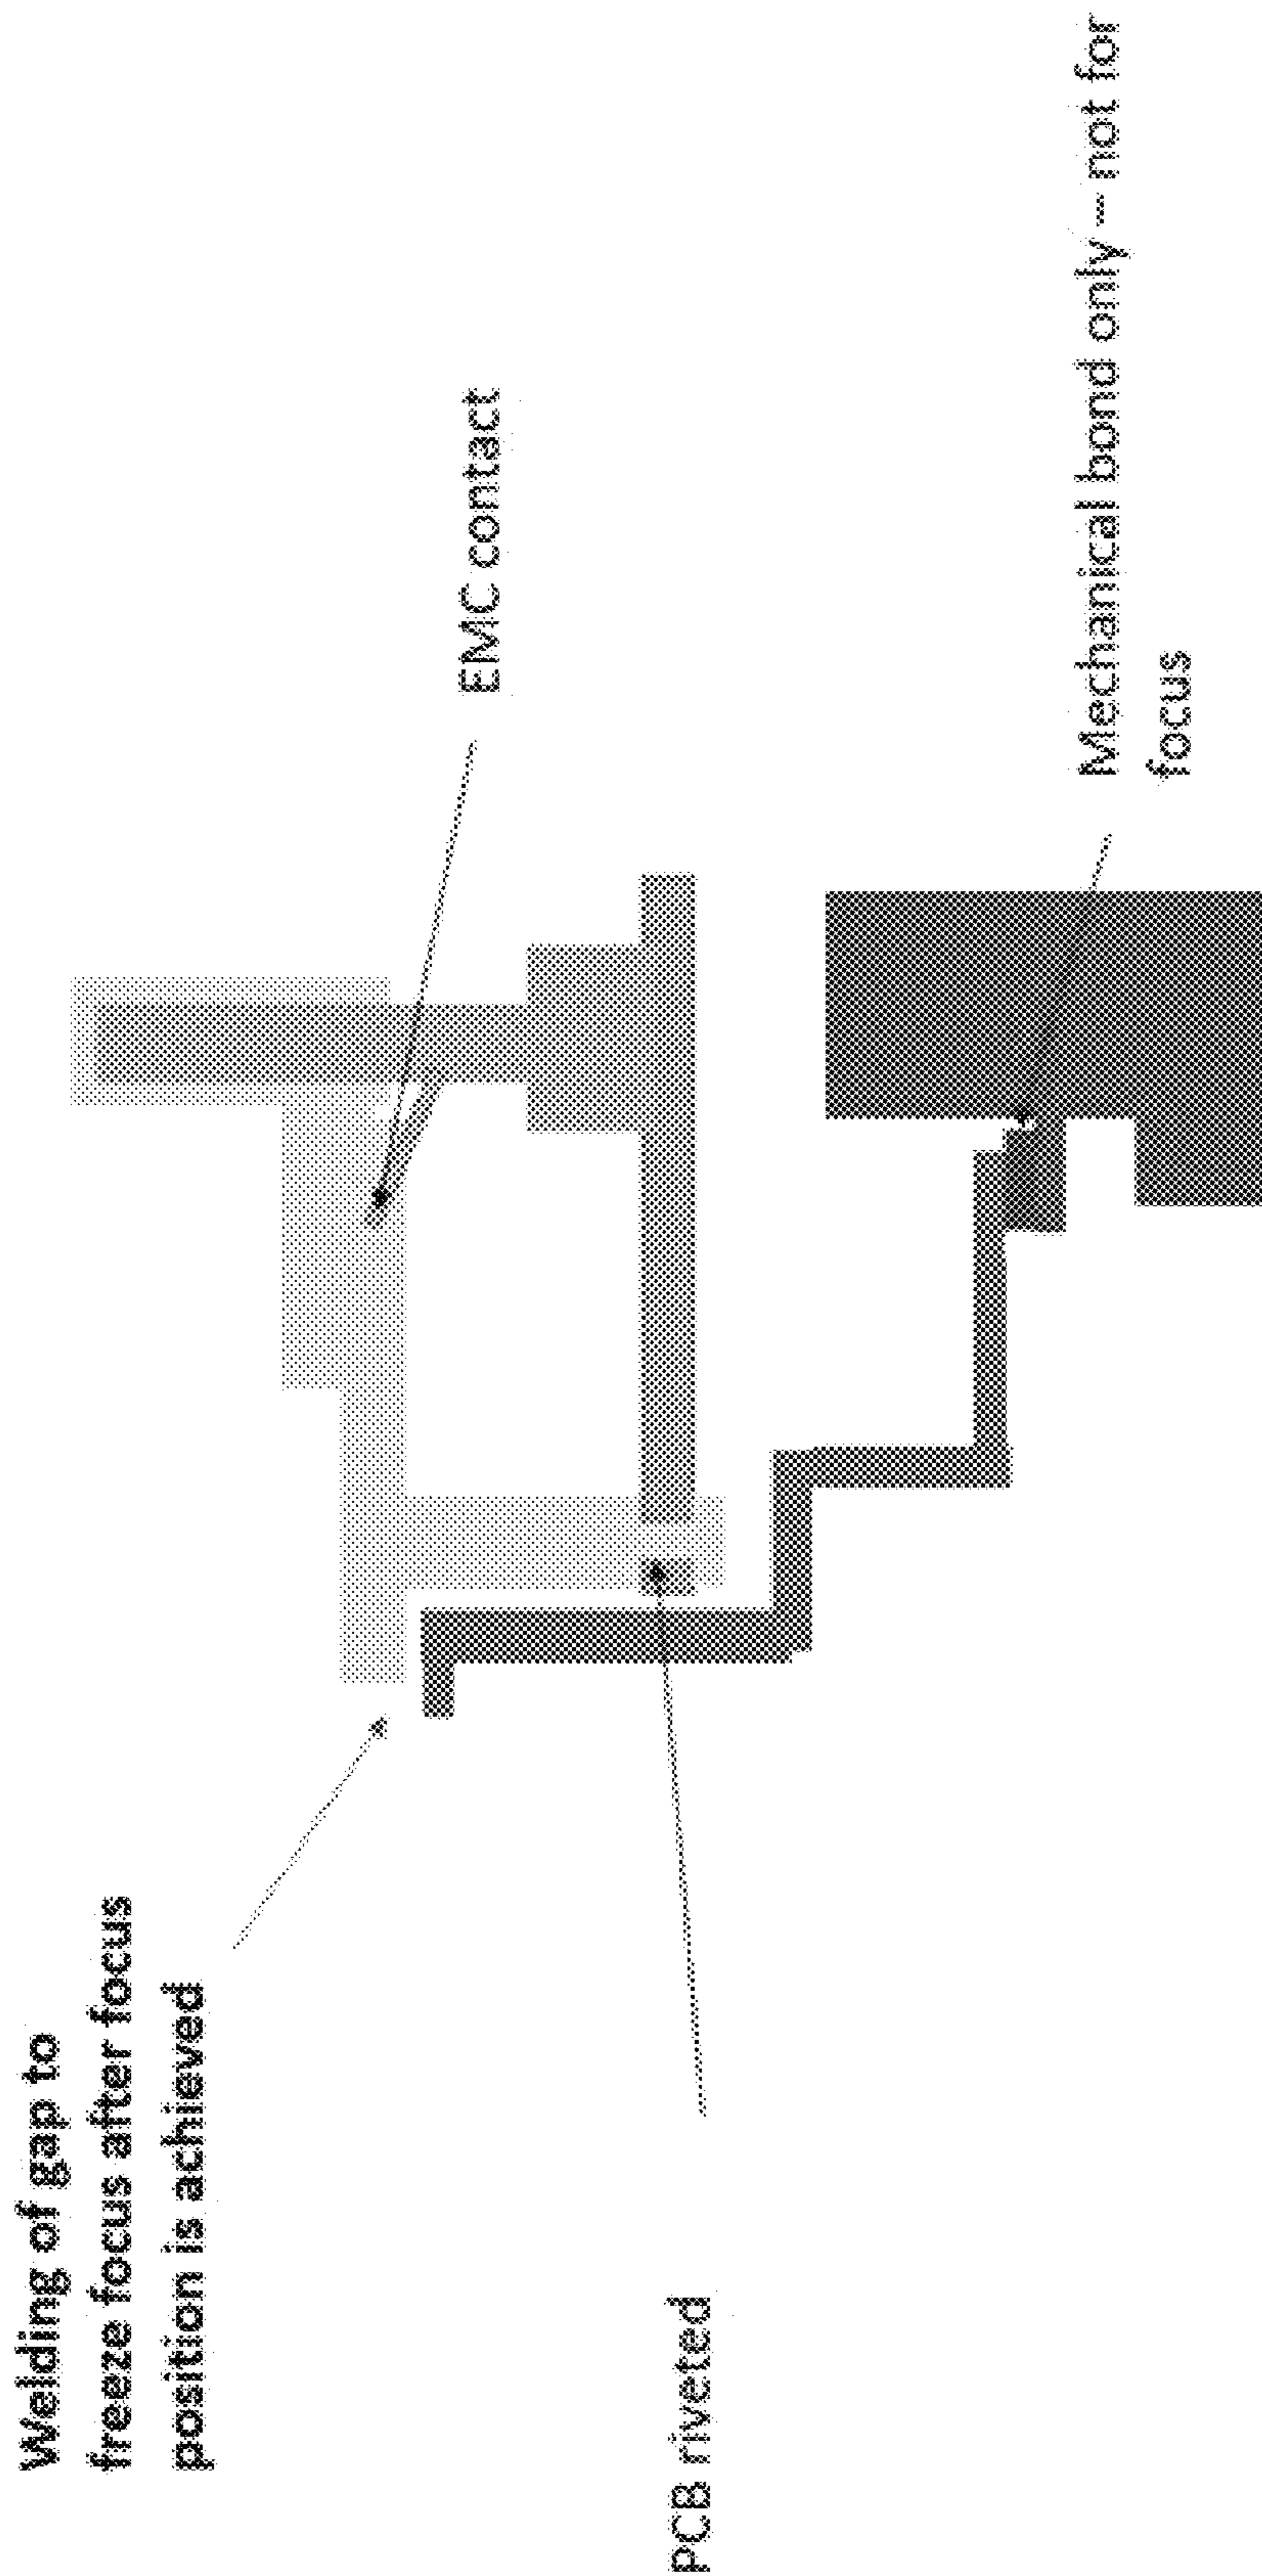 Welding of gap to
freeze focus after focus
position is achieved
EMC contact
PCB riveted
Mechanical bond only – not for
focus